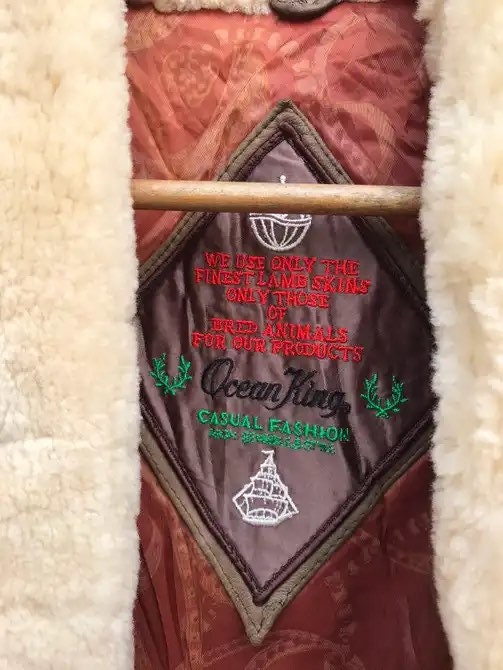 WE USE ONLY THE
FINEST LAMB SKINS
ONLY THOSE
OF
BRED ANIMALS
FOR OUR PRODUCTS
Ocean King
CASUAL FASHION